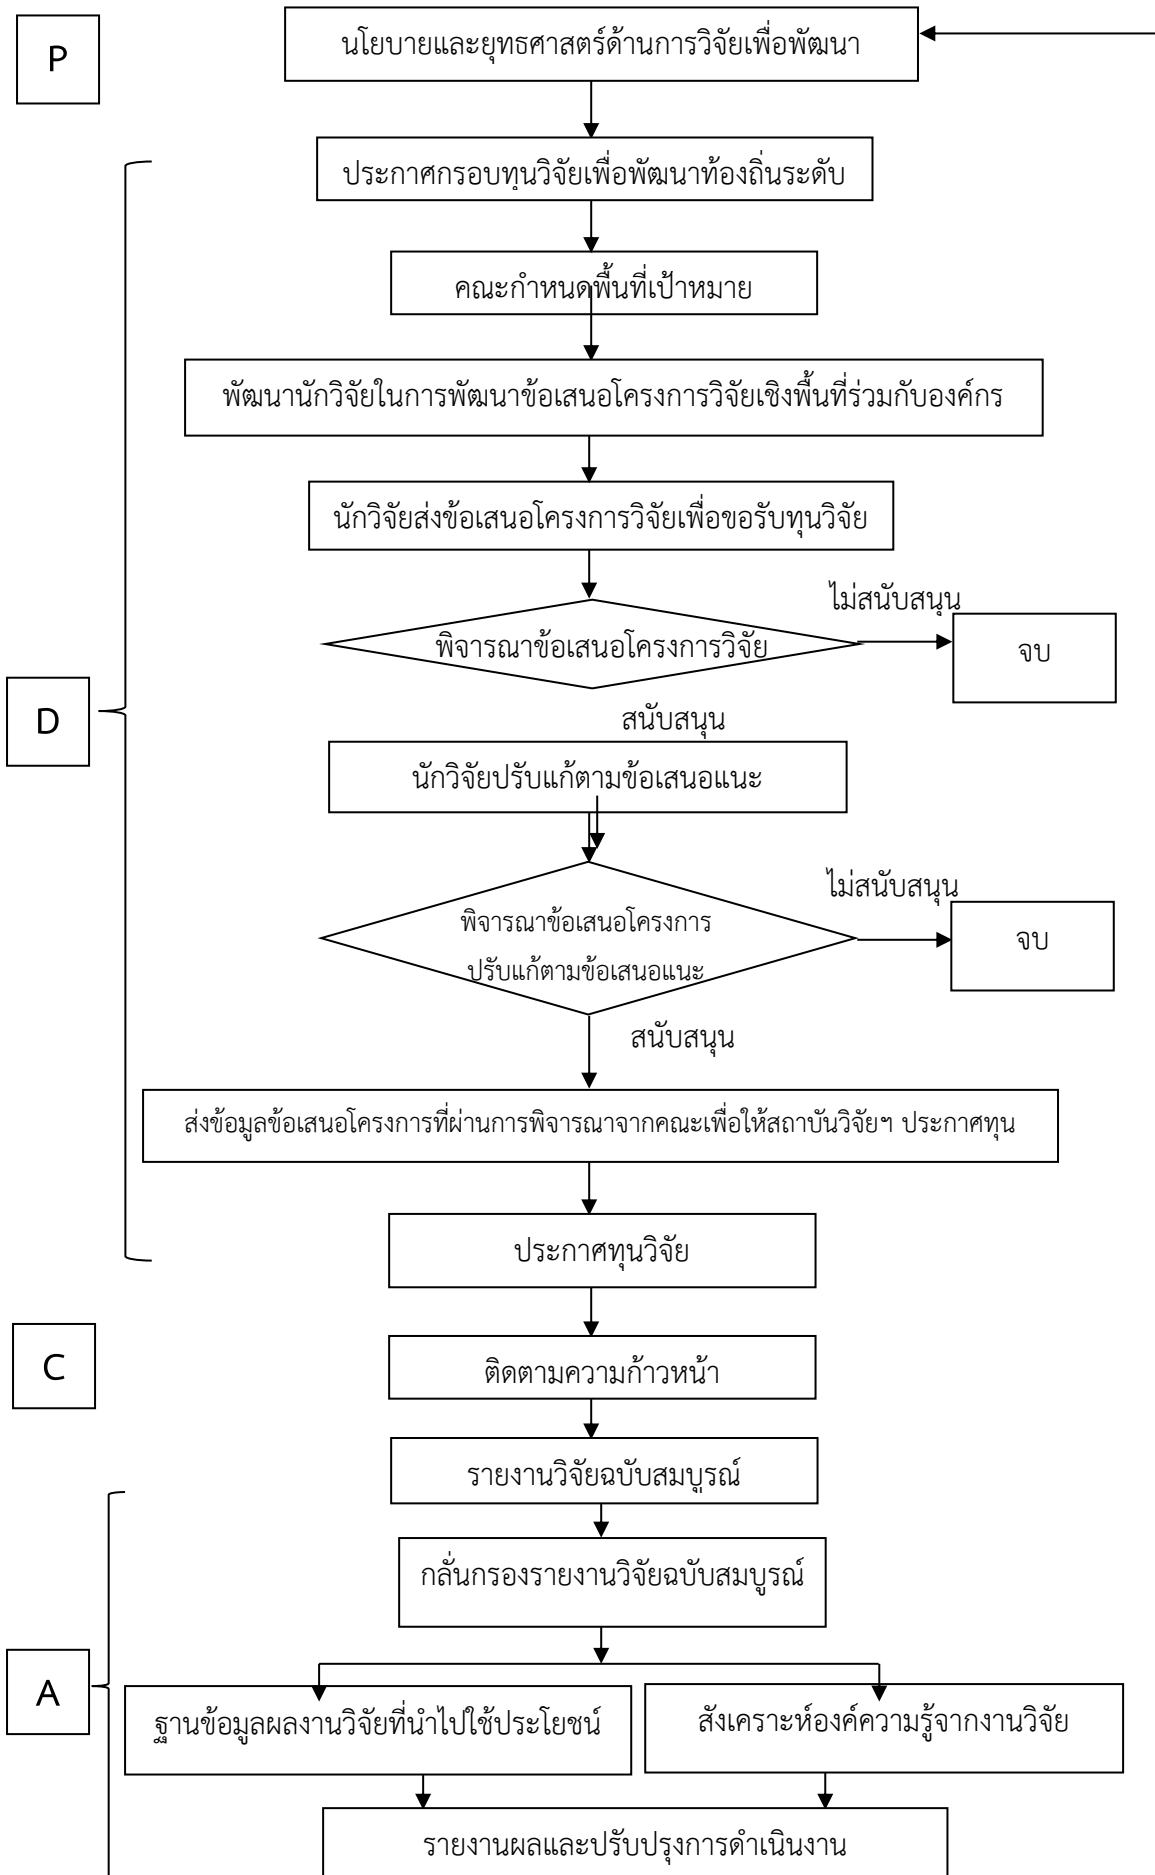 P
นโยบายและยุทธศาสตร์ด้านการวิจัยเพื่อพัฒนา
ประกาศกรอบทุนวิจัยเพื่อพัฒนาท้องถิ่นระดับ
คณะกำหนดพื้นที่เป้าหมาย
พัฒนานักวิจัยในการพัฒนาข้อเสนอโครงการวิจัยเชิงพื้นที่ร่วมกับองค์กร
นักวิจัยส่งข้อเสนอโครงการวิจัยเพื่อขอรับทุนวิจัย
ไม่สนับสนุน
พิจารณาข้อเสนอโครงการวิจัย
จบ
D
สนับสนุน
นักวิจัยปรับแก้ตามข้อเสนอแนะ
ไม่สนับสนุน
พิจารณาข้อเสนอโครงการ
ปรับแก้ตามข้อเสนอแนะ
จบ
สนับสนุน
ส่งข้อมูลข้อเสนอโครงการที่ผ่านการพิจารณาจากคณะเพื่อให้สถาบันวิจัยฯ ประกาศทุน
ประกาศทุนวิจัย
C
ติดตามความก้าวหน้า
รายงานวิจัยฉบับสมบูรณ์
กลั่นกรองรายงานวิจัยฉบับสมบูรณ์
A
ฐานข้อมูลผลงานวิจัยที่นำไปใช้ประโยชน์
สังเคราะห์องค์ความรู้จากงานวิจัย
รายงานผลและปรับปรุงการดำเนินงาน